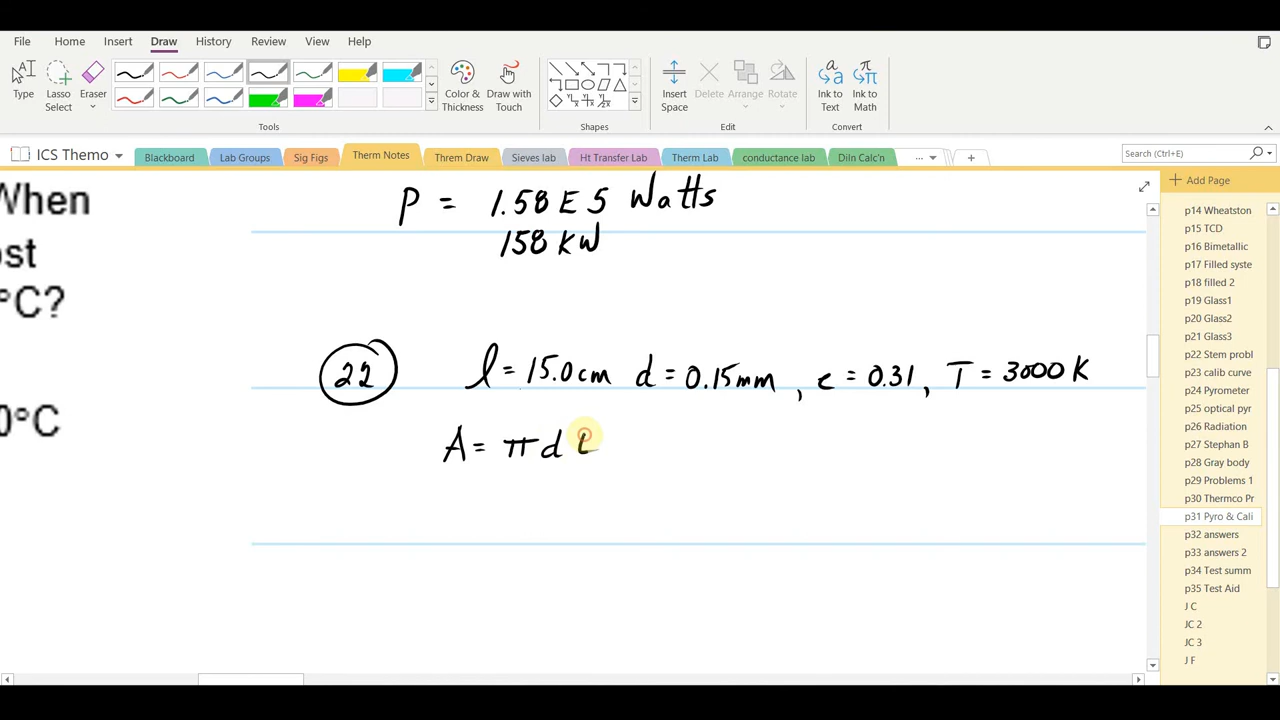 File Home Insert Draw History Review View Help
Type Lasso Select Eraser Color & Thickness Draw with Touch Insert Space Delete Arrange Rotate Ink to Text Ink to Math
Tools Shapes Edit Convert
ICS Themo Blackboard Lab Groups Sig Figs Therm Notes Threm Draw Sieves lab Ht Transfer Lab Therm Lab conductance lab Diln Calc'n Search (Ctrl+E)
Add Page
p14 Wheatston
p15 TCD
p16 Bimetallic
p17 Filled syste
p18 filled 2
p19 Glass1
p20 Glass2
p21 Glass3
p22 Stem probl
p23 calib curve
p24 Pyrometer
p25 optical pyr
p26 Radiation
p27 Stephan B
p28 Gray body
p29 Problems 1
p30 Thermco Pr
p31 Pyro & Cali
p32 answers
p33 answers 2
p34 Test summ
p35 Test Aid
J C
JC 2
JC 3
J F
When
ost
°C?
0°C
P = 1.58 E 5 Watts
158 kW
22 l = 15.0 cm d = 0.15mm , e = 0.31, T = 3000 K
A = π d l